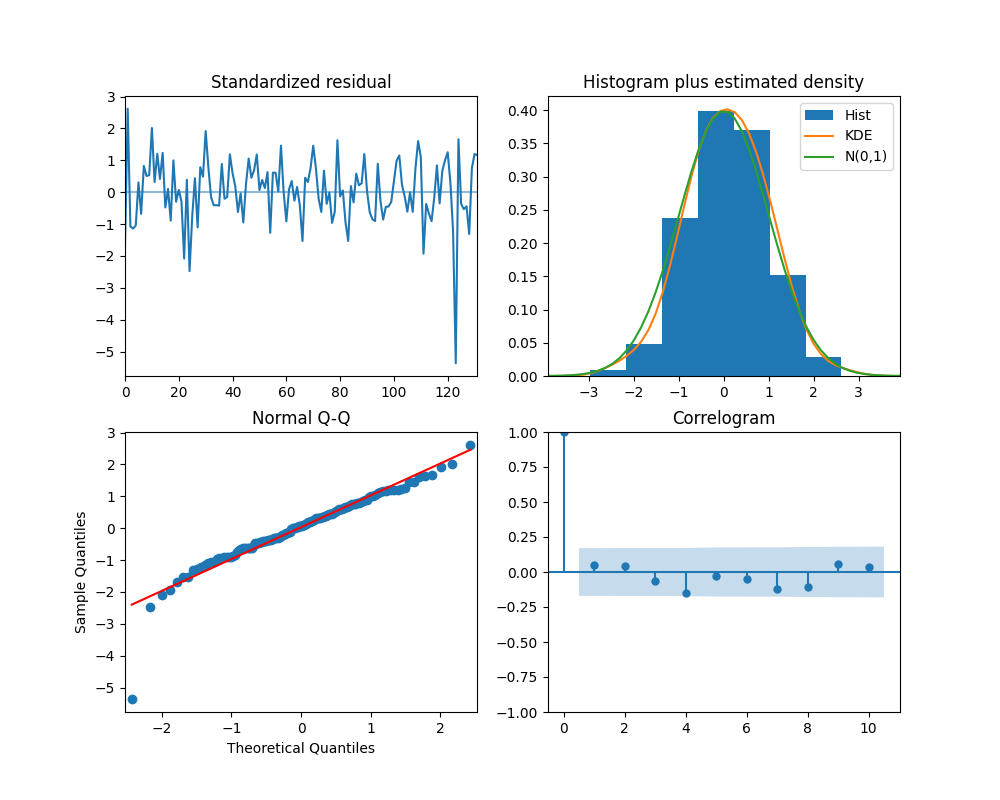 Standardized residual
3
2
1
0
−1
−2
−3
−4
−5
0 20 40 60 80 100 120
Histogram plus estimated density
0.40
0.35
0.30
0.25
0.20
0.15
0.10
0.05
0.00
−3 −2 −1 0 1 2 3
Hist
KDE
N(0,1)
Normal Q-Q
Sample Quantiles
3
2
1
0
−1
−2
−3
−4
−5
−2 −1 0 1 2
Theoretical Quantiles
Correlogram
1.00
0.75
0.50
0.25
0.00
−0.25
−0.50
−0.75
−1.00
0 2 4 6 8 10